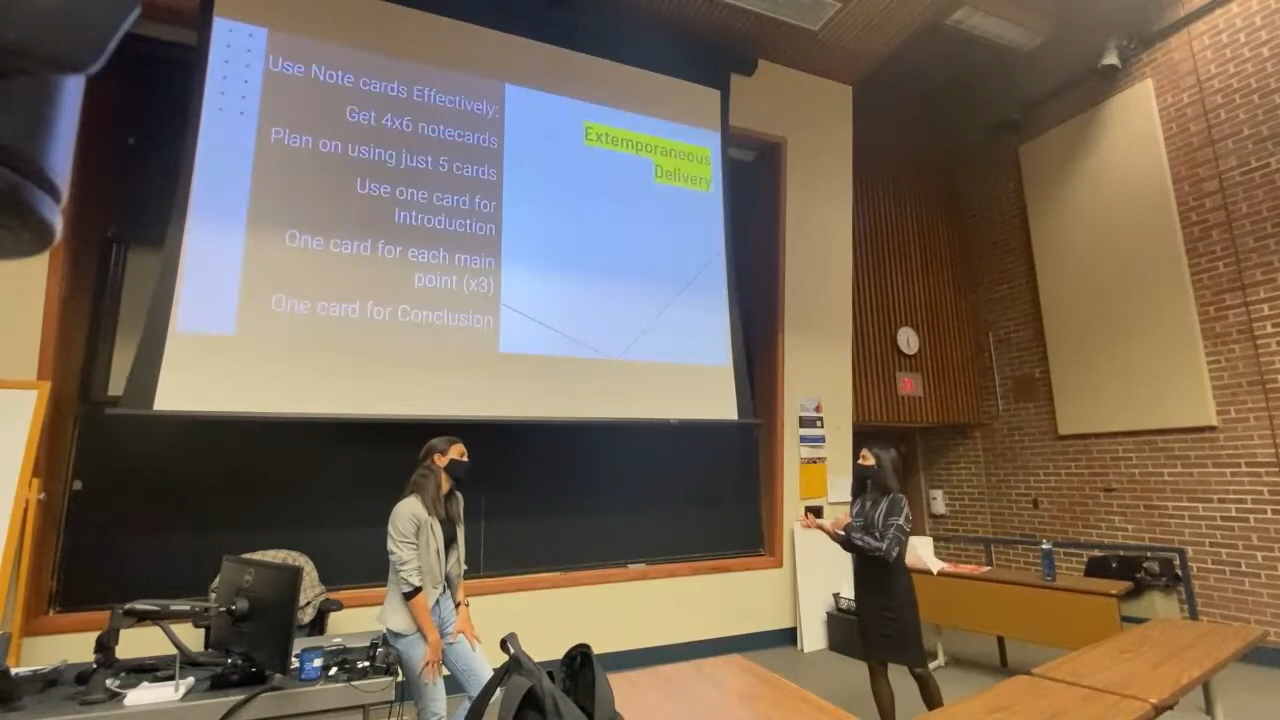 Use Note cards Effectively:
Get 4x6 notecards
Plan on using just 5 cards
Use one card for
Introduction
One card for each main
point (x3)
One card for Conclusion
Extemporaneous
Delivery
DELL